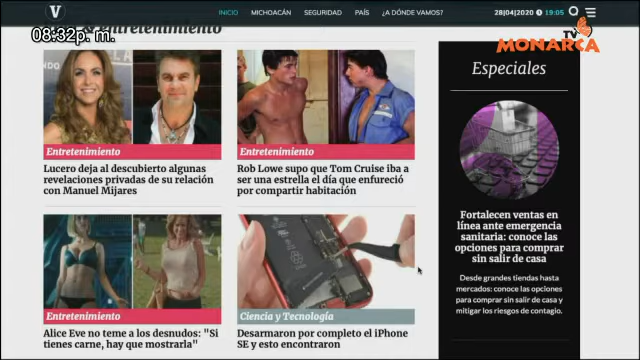 08:32p. m.
V
INICIO MICHOACÁN SEGURIDAD PAÍS ¿A DÓNDE VAMOS?
28|04|2020 19:05
TV
MONARCA
& entretenimiento
Entretenimiento
Lucero deja al descubierto algunas
revelaciones privadas de su relación
con Manuel Mijares
Entretenimiento
Rob Lowe supo que Tom Cruise iba a
ser una estrella el día que enfureció
por compartir habitación
Entretenimiento
Alice Eve no teme a los desnudos: "Si
tienes carne, hay que mostrarla"
Ciencia y Tecnología
Desarmaron por completo el iPhone
SE y esto encontraron
Especiales
Fortalecen ventas en
línea ante emergencia
sanitaria: conoce las
opciones para comprar
sin salir de casa
Desde grandes tiendas hasta
mercados: conoce las opciones
para comprar sin salir de casa y
mitigar los riesgos de contagio.